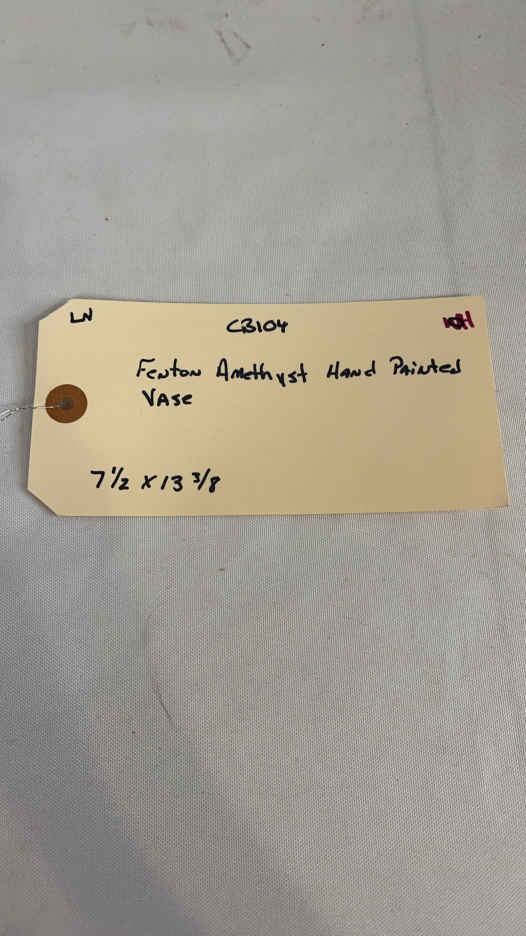 LN
CB104
Fenton Amethyst Hand Painted
Vase
7 1/2 x 13 3/8